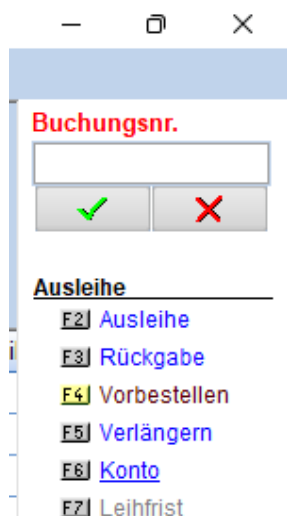 Buchungsnr.
Ausleihe
F2 Ausleihe
F3 Rückgabe
F4 Vorbestellen
F5 Verlängern
F6 Konto
F7 Leihfrist